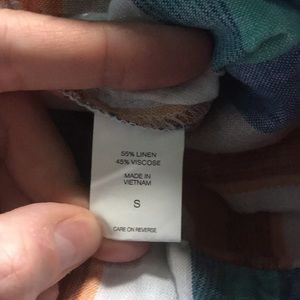 55% LINEN
45% VISCOSE
MADE IN
VIETNAM
S
CARE ON REVERSE